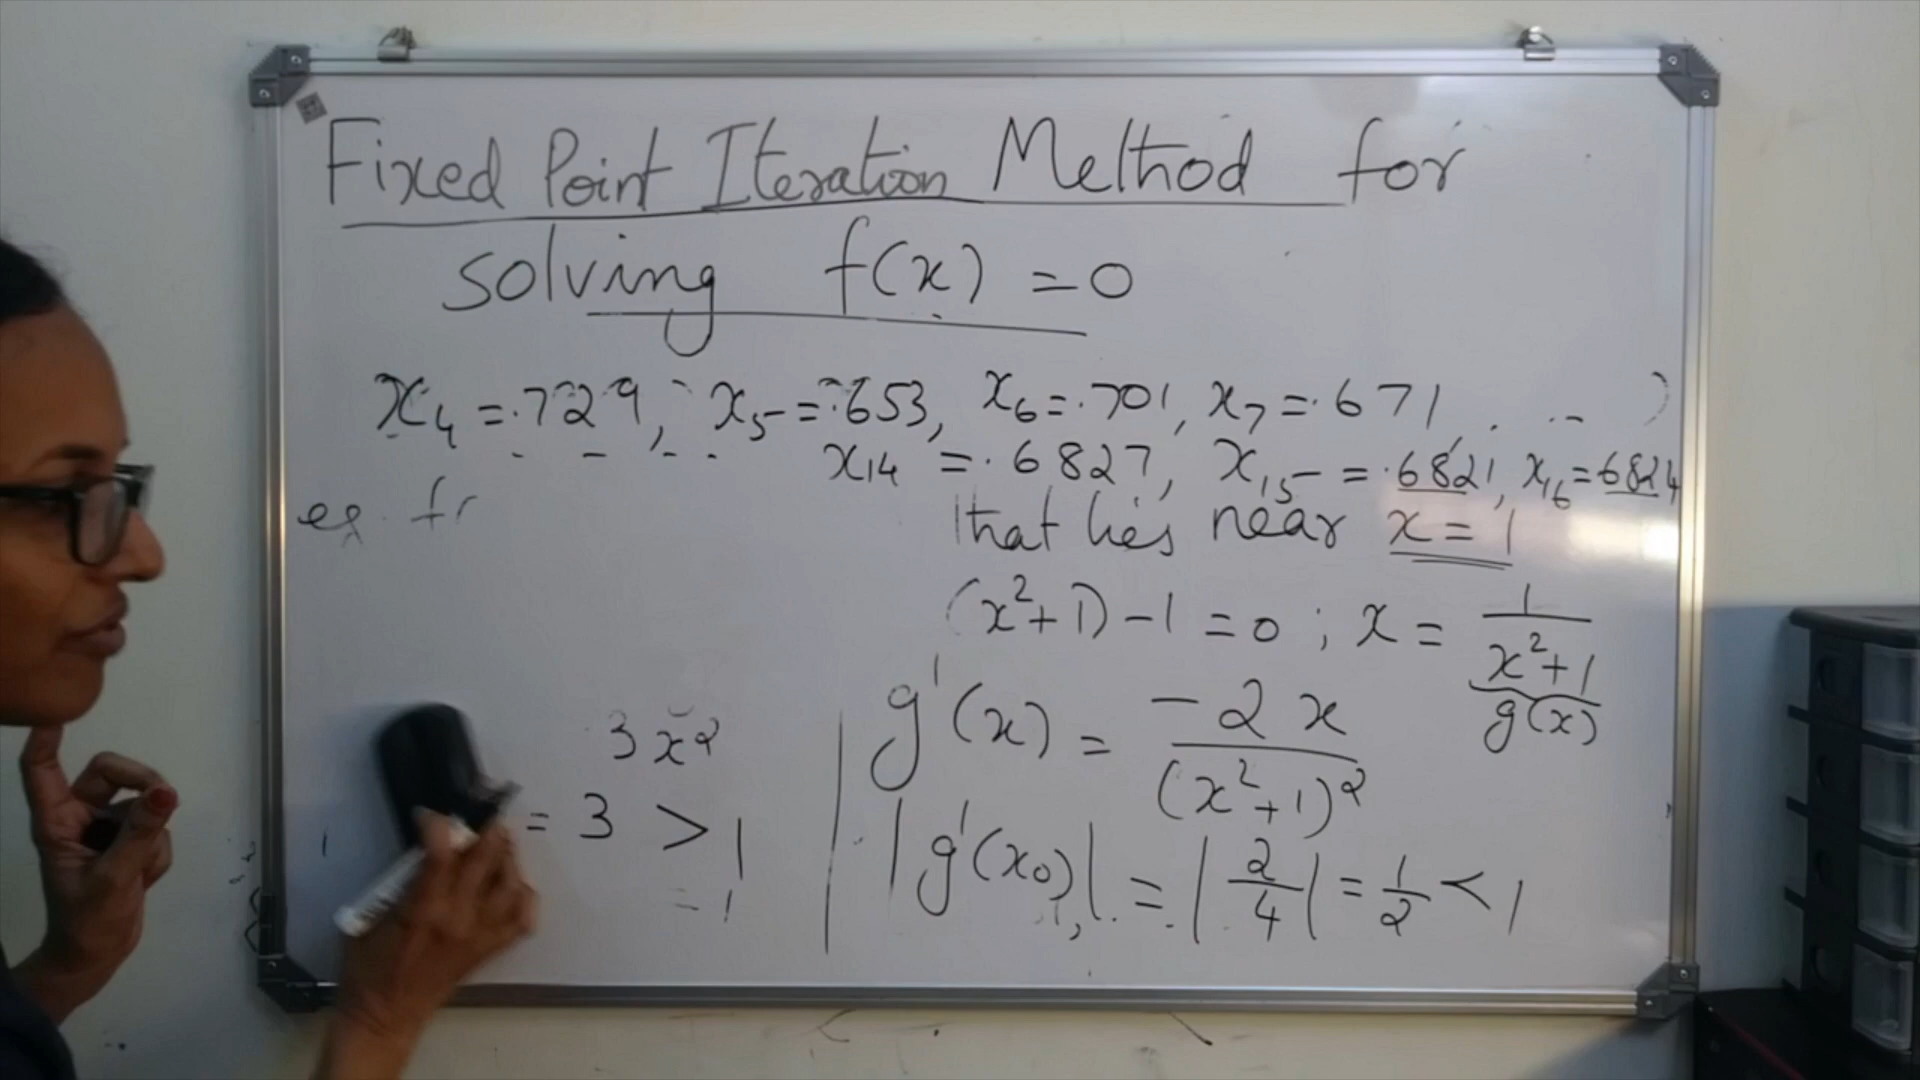 Fixed Point Iteration Method for
solving f(x) = 0
x₄ = .729, x₅ = .653, x₆ = .701, x₇ = .671, . ..
x₁₄ = .6827, x₁₅ = .6821, x₁₆ = 6824
eq. fr
that lies near x = 1
(x²+1) - 1 = 0 ; x = 1/(x²+1)
g(x)
3x²
g'(x) = -2x/(x²+1)²
= 3 > 1
|g'(x₀)| = |2/4| = 1/2 < 1
= 1